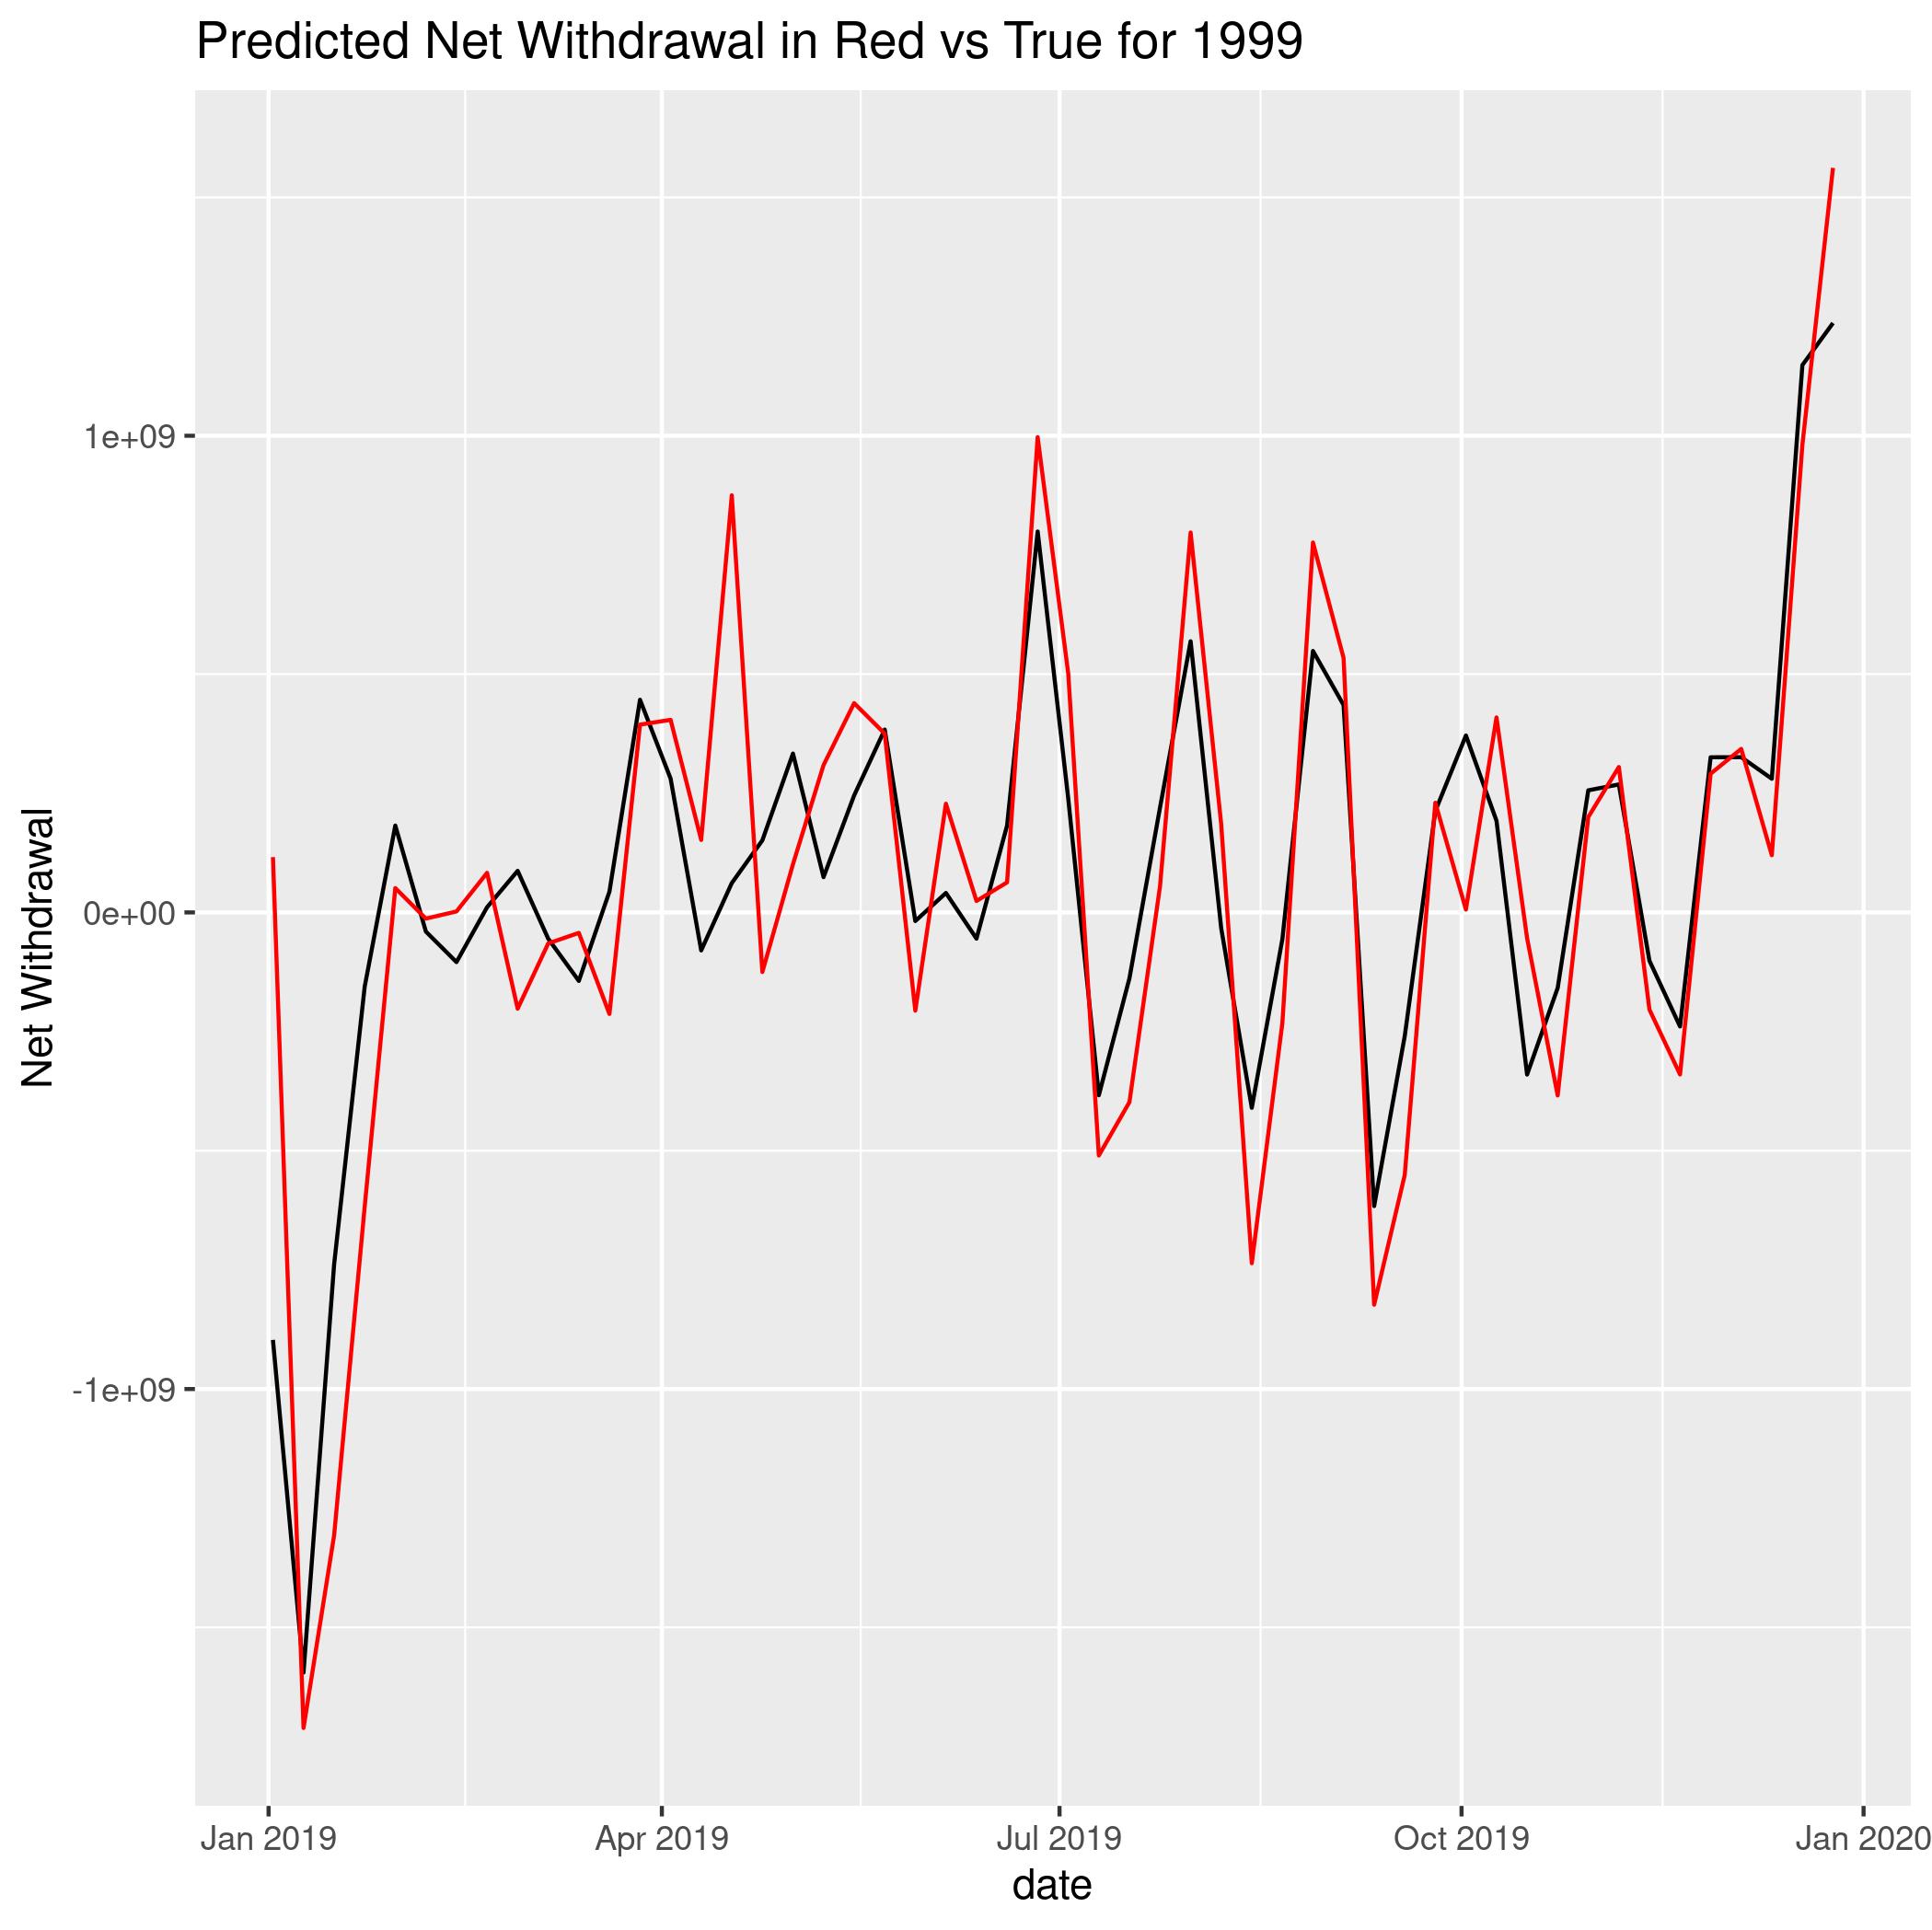 Predicted Net Withdrawal in Red vs True for 1999
Net Withdrawal
1e+09
0e+00
-1e+09
Jan 2019
Apr 2019
Jul 2019
Oct 2019
Jan 2020
date